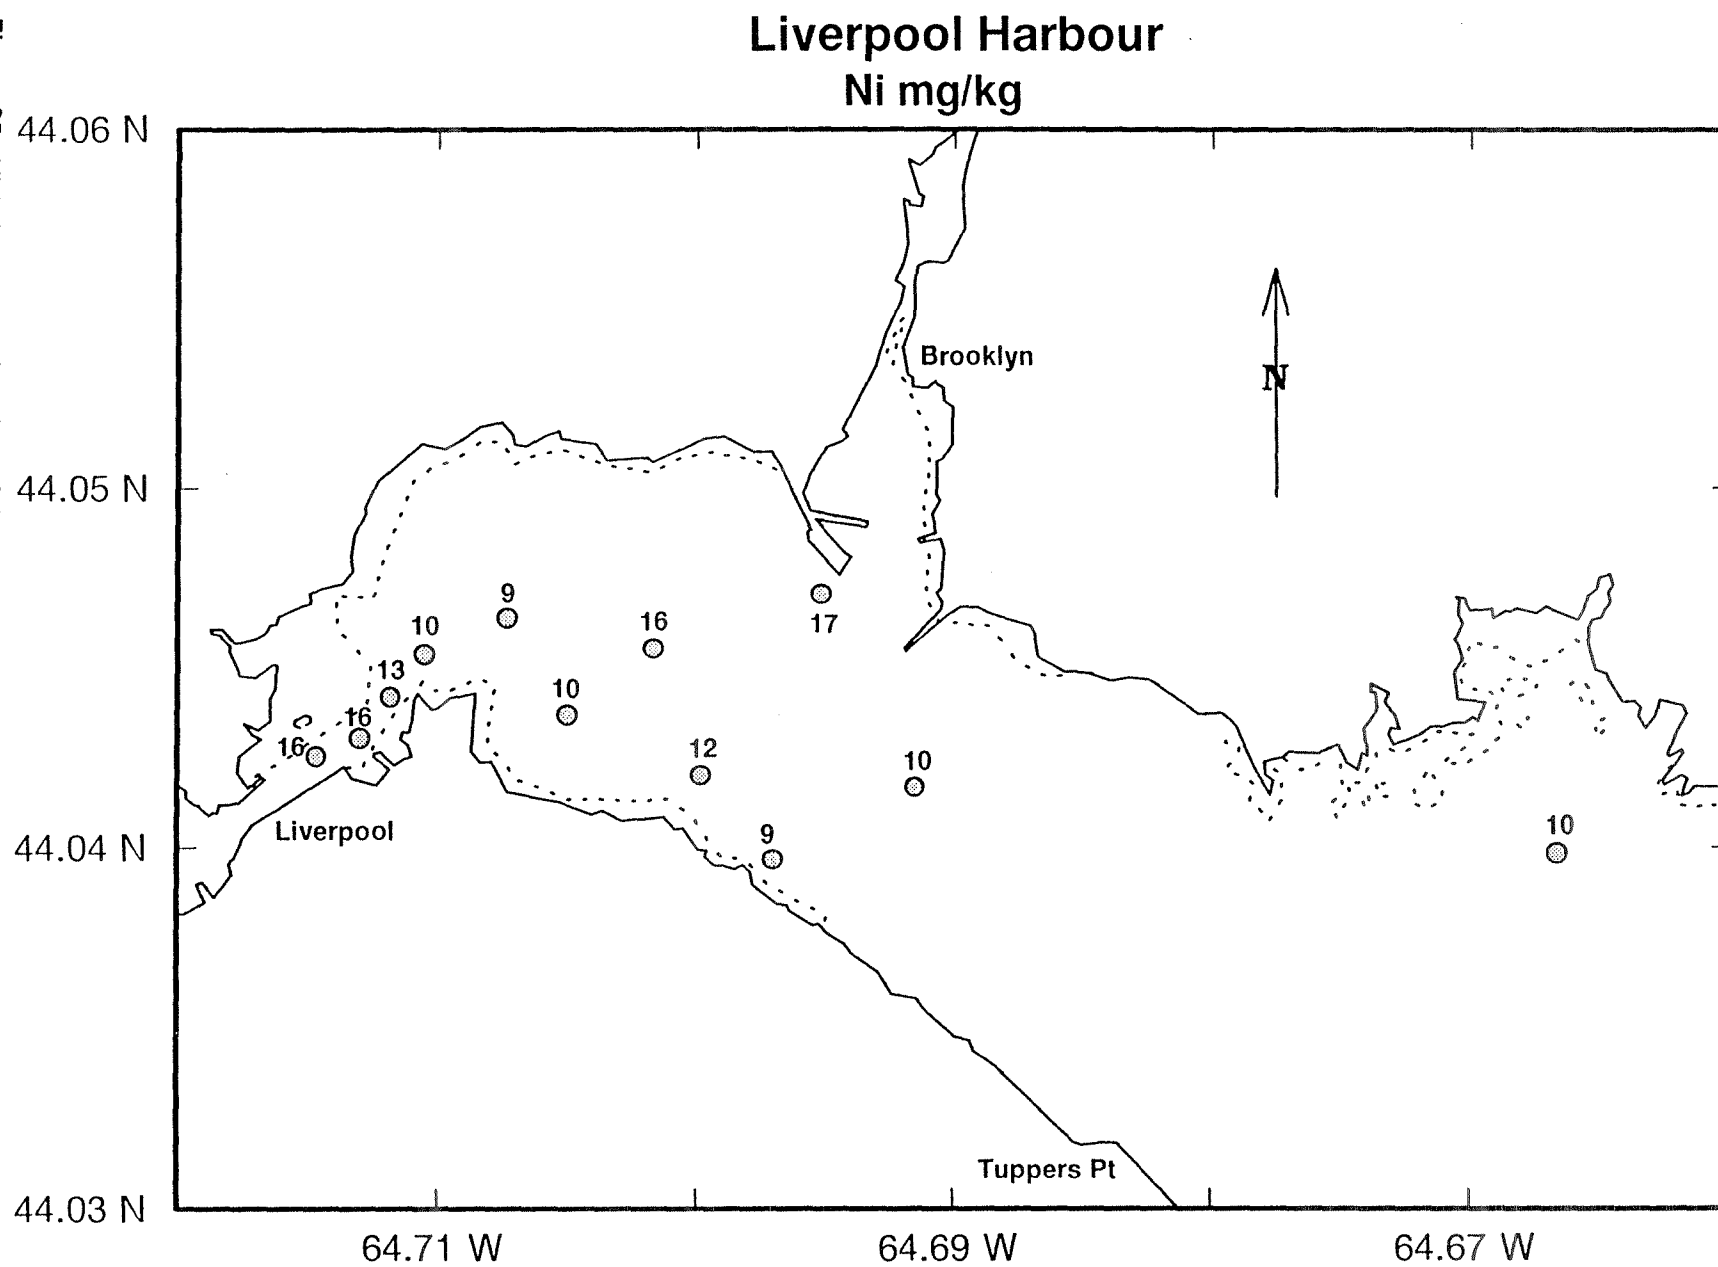 Liverpool Harbour
Ni mg/kg
44.06 N
Brooklyn
N
44.05 N
9
17
10
16
13
10
16
16
12
10
Liverpool
10
9
44.04 N
Tuppers Pt
44.03 N
64.71 W
64.69 W
64.67 W